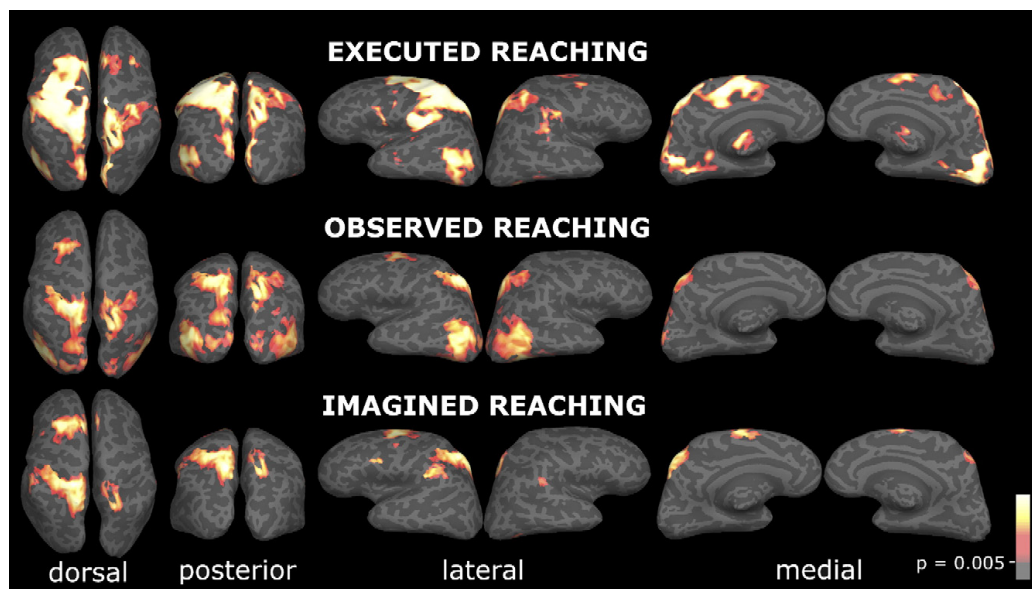 EXECUTED REACHING
OBSERVED REACHING
IMAGINED REACHING
dorsal
posterior
lateral
medial
p = 0.005